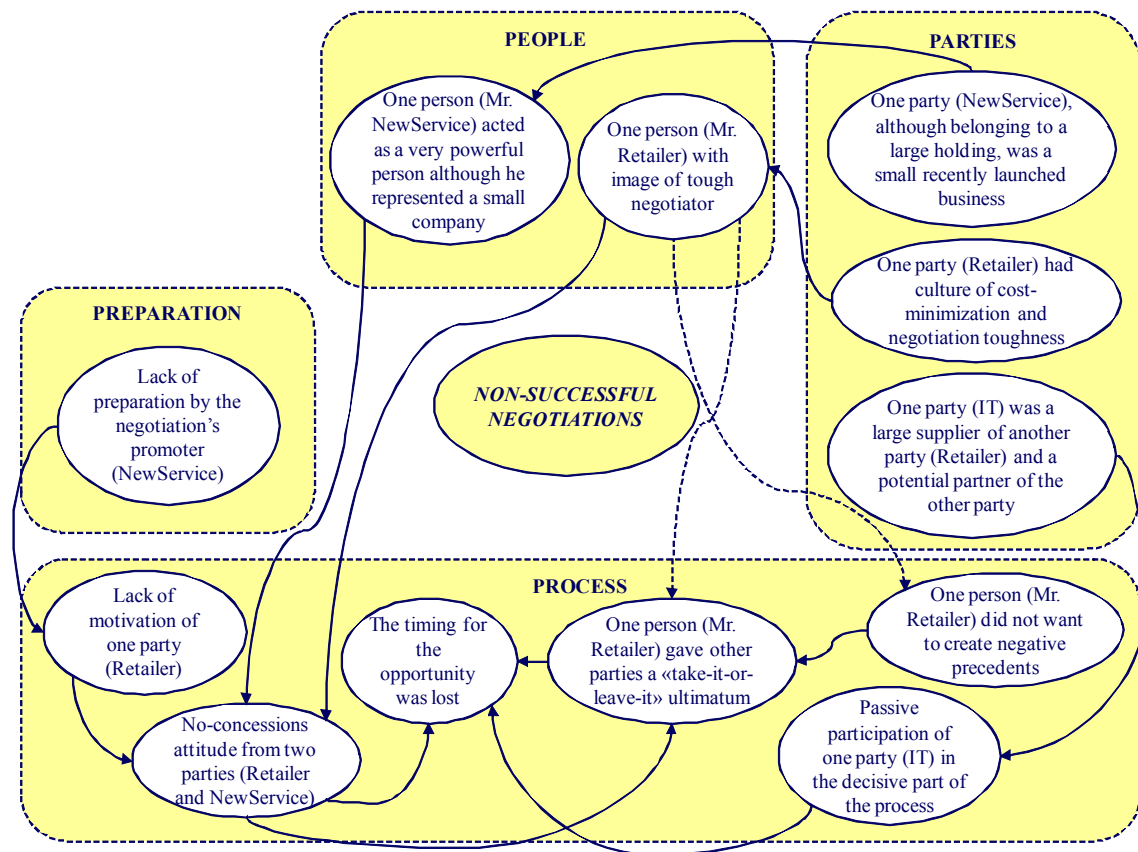 PEOPLE
One person (Mr.
NewService) acted
as a very powerful
person although he
represented a small
company
One person (Mr.
Retailer) with
image of tough
negotiator
PARTIES
One party (NewService),
although belonging to a
large holding, was a
small recently launched
business
One party (Retailer) had
culture of cost-
minimization and
negotiation toughness
One party (IT) was a
large supplier of another
party (Retailer) and a
potential partner of the
other party
PREPARATION
Lack of
preparation by the
negotiation's
promoter
(NewService)
NON-SUCCESSFUL
NEGOTIATIONS
PROCESS
Lack of
motivation of
one party
(Retailer)
No-concessions
attitude from two
parties (Retailer
and NewService)
The timing for
the
opportunity
was lost
One person (Mr.
Retailer) gave other
parties a «take-it-or-
leave-it» ultimatum
One person (Mr.
Retailer) did not want
to create negative
precedents
Passive
participation of
one party (IT) in
the decisive part of
the process